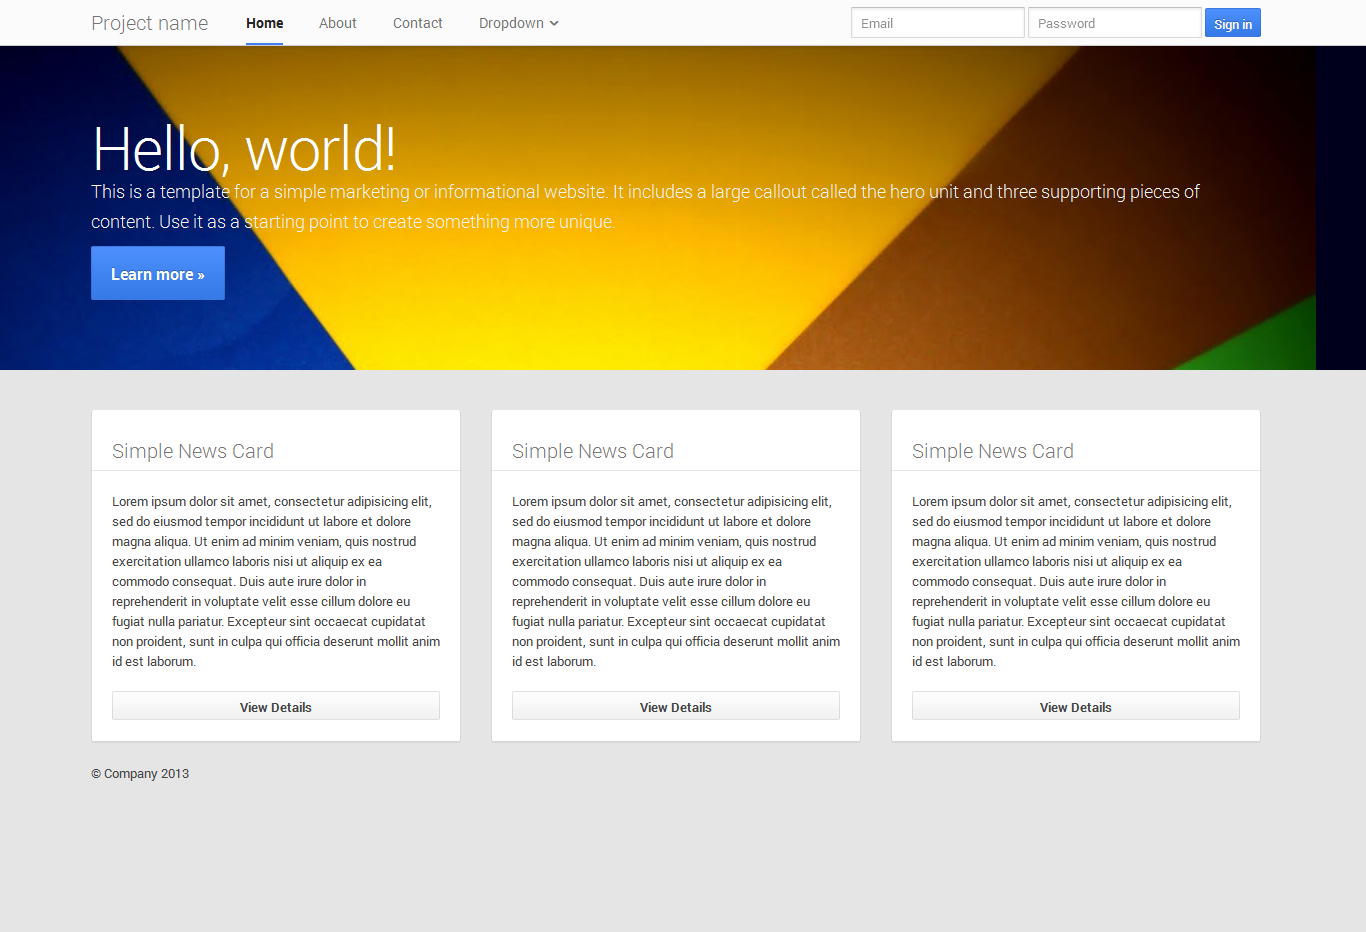 Project name Home About Contact Dropdown Email Password Sign in
Hello, world!
This is a template for a simple marketing or informational website. It includes a large callout called the hero unit and three supporting pieces of
content. Use it as a starting point to create something more unique.
Learn more »
Simple News Card
Lorem ipsum dolor sit amet, consectetur adipisicing elit,
sed do eiusmod tempor incididunt ut labore et dolore
magna aliqua. Ut enim ad minim veniam, quis nostrud
exercitation ullamco laboris nisi ut aliquip ex ea
commodo consequat. Duis aute irure dolor in
reprehenderit in voluptate velit esse cillum dolore eu
fugiat nulla pariatur. Excepteur sint occaecat cupidatat
non proident, sunt in culpa qui officia deserunt mollit anim
id est laborum.
View Details
Simple News Card
Lorem ipsum dolor sit amet, consectetur adipisicing elit,
sed do eiusmod tempor incididunt ut labore et dolore
magna aliqua. Ut enim ad minim veniam, quis nostrud
exercitation ullamco laboris nisi ut aliquip ex ea
commodo consequat. Duis aute irure dolor in
reprehenderit in voluptate velit esse cillum dolore eu
fugiat nulla pariatur. Excepteur sint occaecat cupidatat
non proident, sunt in culpa qui officia deserunt mollit anim
id est laborum.
View Details
Simple News Card
Lorem ipsum dolor sit amet, consectetur adipisicing elit,
sed do eiusmod tempor incididunt ut labore et dolore
magna aliqua. Ut enim ad minim veniam, quis nostrud
exercitation ullamco laboris nisi ut aliquip ex ea
commodo consequat. Duis aute irure dolor in
reprehenderit in voluptate velit esse cillum dolore eu
fugiat nulla pariatur. Excepteur sint occaecat cupidatat
non proident, sunt in culpa qui officia deserunt mollit anim
id est laborum.
View Details
© Company 2013